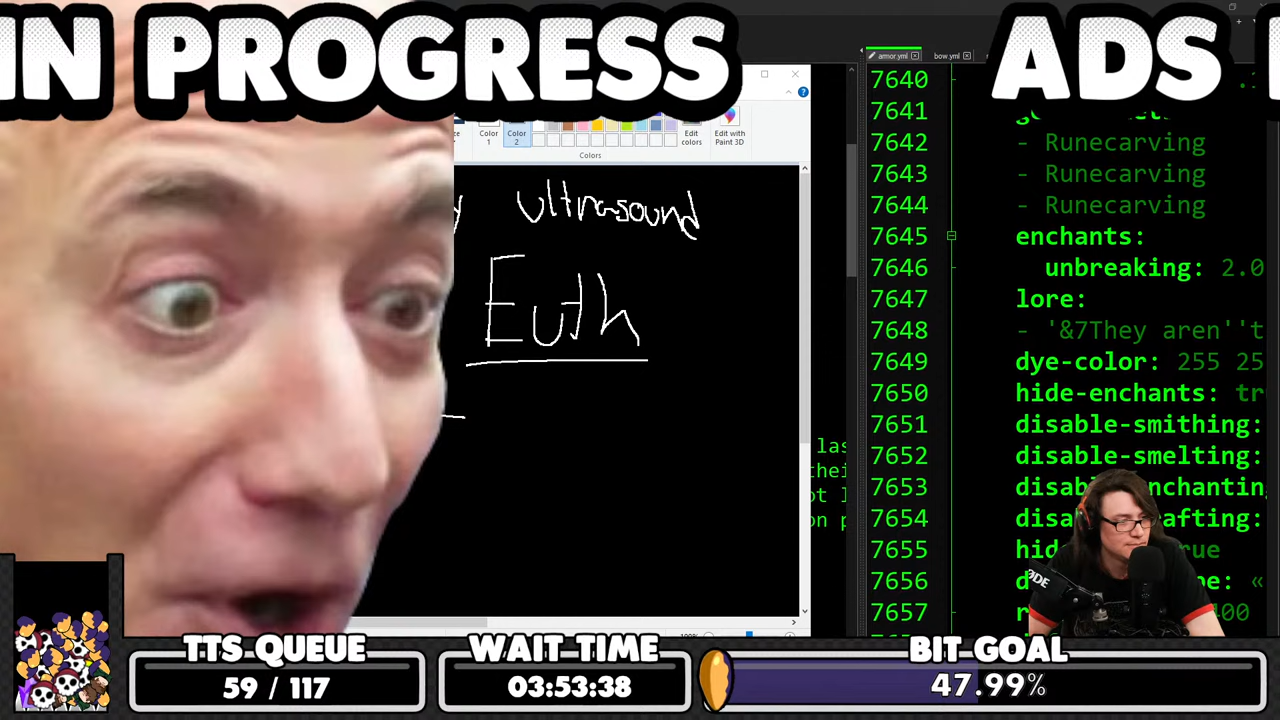 IN PROGRESS
ADS
armor.yml
bow.yml
Color 1
Color 2
Edit colors
Edit with Paint 3D
Colors
ultrasound
Euth
7640
7641
7642 - Runecarving
7643 - Runecarving
7644 - Runecarving
7645 enchants:
7646 unbreaking: 2.0
7647 lore:
7648 - '&7They aren''t
7649 dye-color: 255 25
7650 hide-enchants: tr
7651 disable-smithing:
7652 disable-smelting:
7653
7654
7655
7656
7657
TTS QUEUE
59 / 117
WAIT TIME
03:53:38
BIT GOAL
47.99%